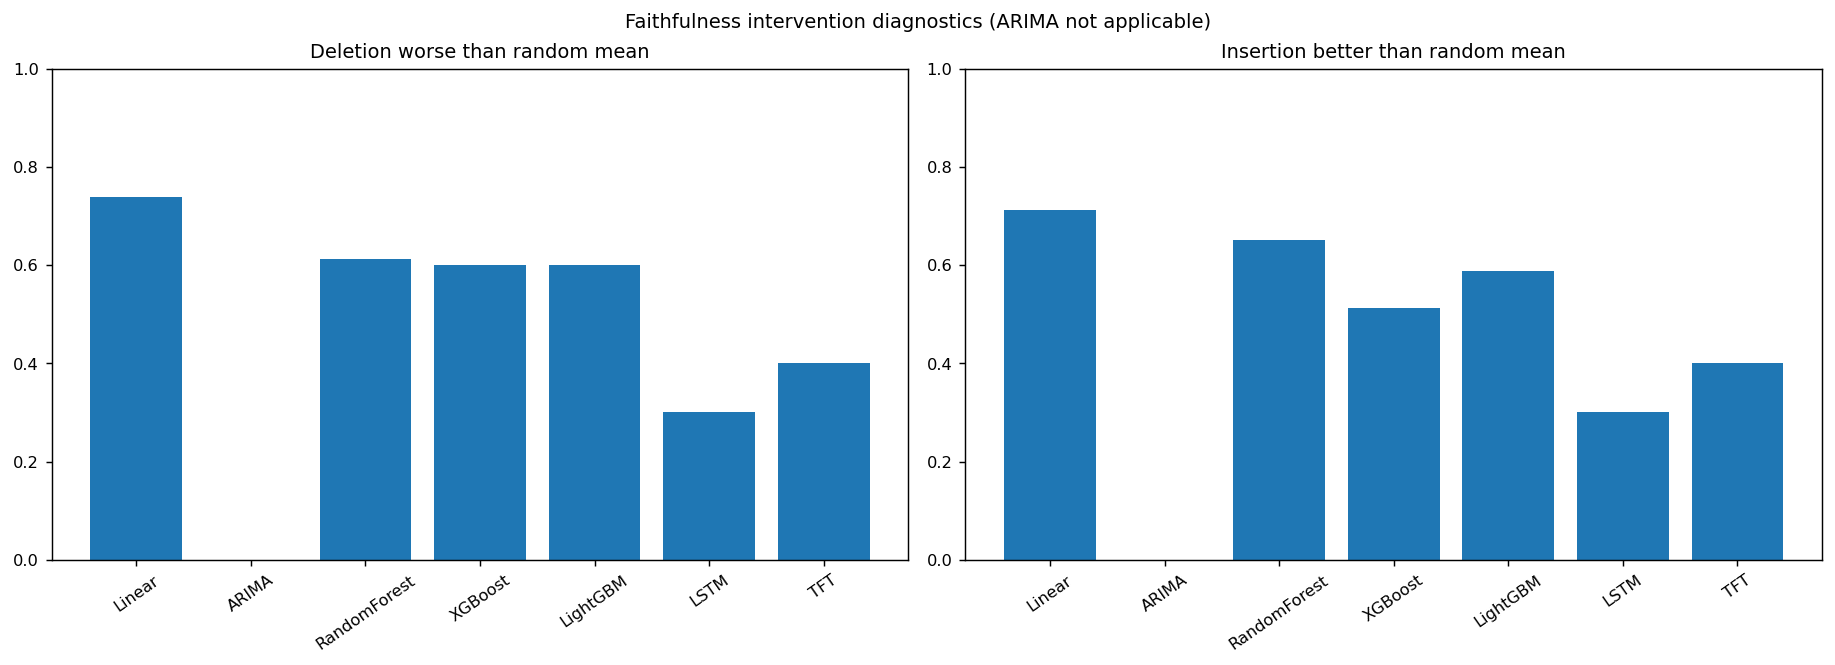 Faithfulness intervention diagnostics (ARIMA not applicable)
Deletion worse than random mean
1.0
0.8
0.6
0.4
0.2
0.0
Linear
ARIMA
RandomForest
XGBoost
LightGBM
LSTM
TFT
Insertion better than random mean
1.0
0.8
0.6
0.4
0.2
0.0
Linear
ARIMA
RandomForest
XGBoost
LightGBM
LSTM
TFT